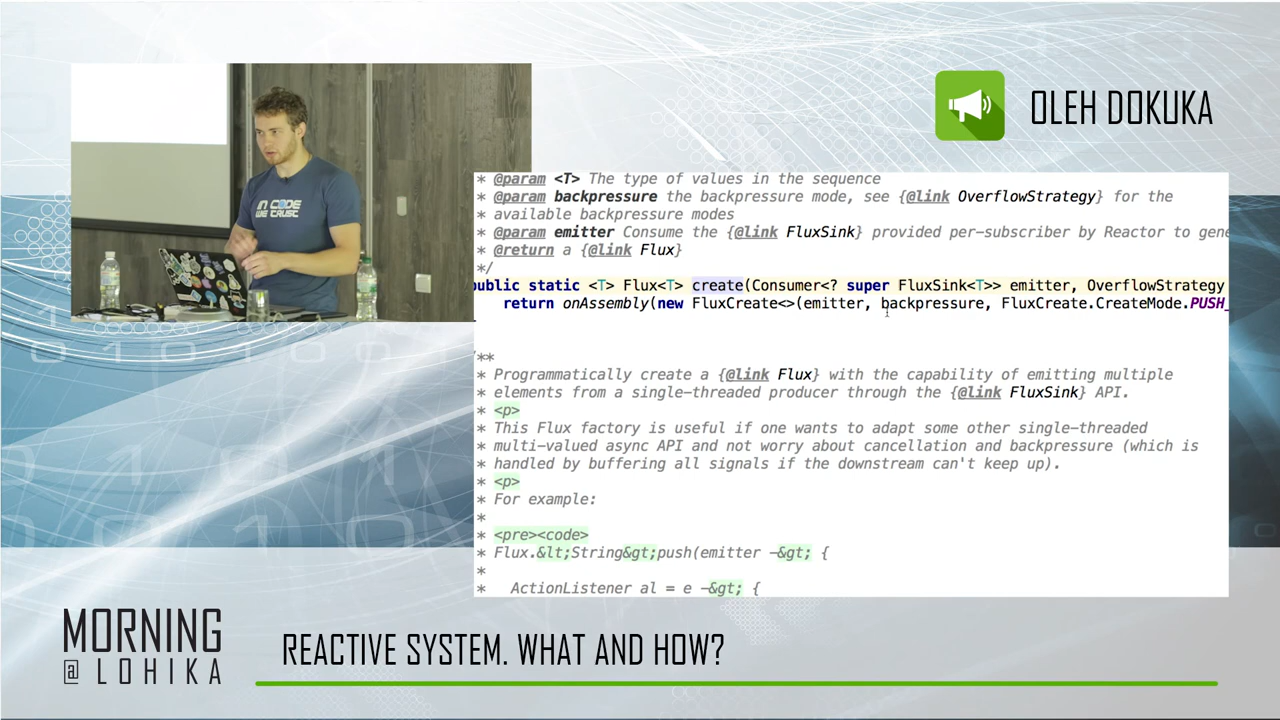 OLEH DOKUKA
IN CODE
WE TRUST
* @param <T> The type of values in the sequence
* @param backpressure the backpressure mode, see {@link OverflowStrategy} for the
* available backpressure modes
* @param emitter Consume the {@link FluxSink} provided per-subscriber by Reactor to gene
* @return a {@link Flux}
*/
public static <T> Flux<T> create(Consumer<? super FluxSink<T>> emitter, OverflowStrategy
return onAssembly(new FluxCreate<>(emitter, backpressure, FluxCreate.CreateMode.PUSH_
/**
* Programmatically create a {@link Flux} with the capability of emitting multiple
* elements from a single-threaded producer through the {@link FluxSink} API.
* <p>
* This Flux factory is useful if one wants to adapt some other single-threaded
* multi-valued async API and not worry about cancellation and backpressure (which is
* handled by buffering all signals if the downstream can't keep up).
* <p>
* For example:
*
* <pre><code>
* Flux.&lt;String&gt;push(emitter -&gt; {
*
* ActionListener al = e -&gt; {
MORNING
@ LOHIKA
REACTIVE SYSTEM. WHAT AND HOW?